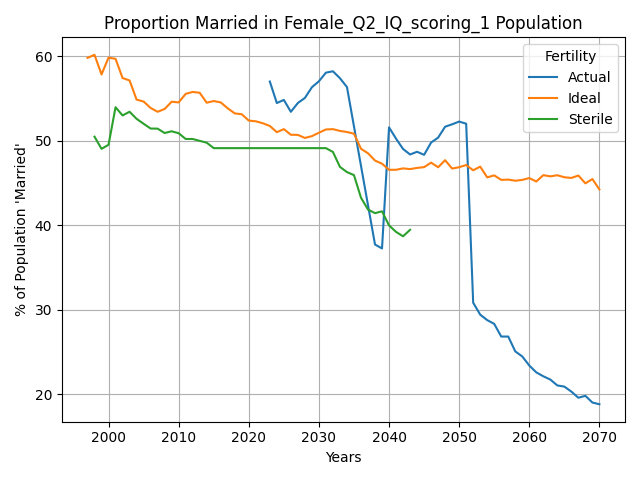 Proportion Married in Female_Q2_IQ_scoring_1 Population
Fertility
Actual
Ideal
Sterile
% of Population 'Married'
60
50
40
30
20
2000 2010 2020 2030 2040 2050 2060 2070
Years